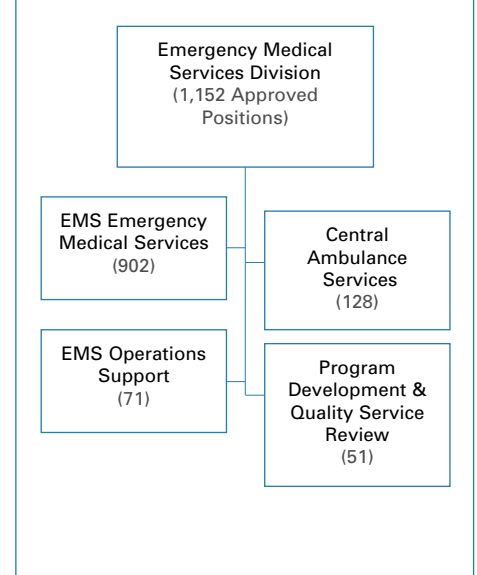 Emergency Medical
Services Division
(1,152 Approved
Positions)
EMS Emergency
Medical Services
(902)
Central
Ambulance
Services
(128)
EMS Operations
Support
(71)
Program
Development &
Quality Service
Review
(51)